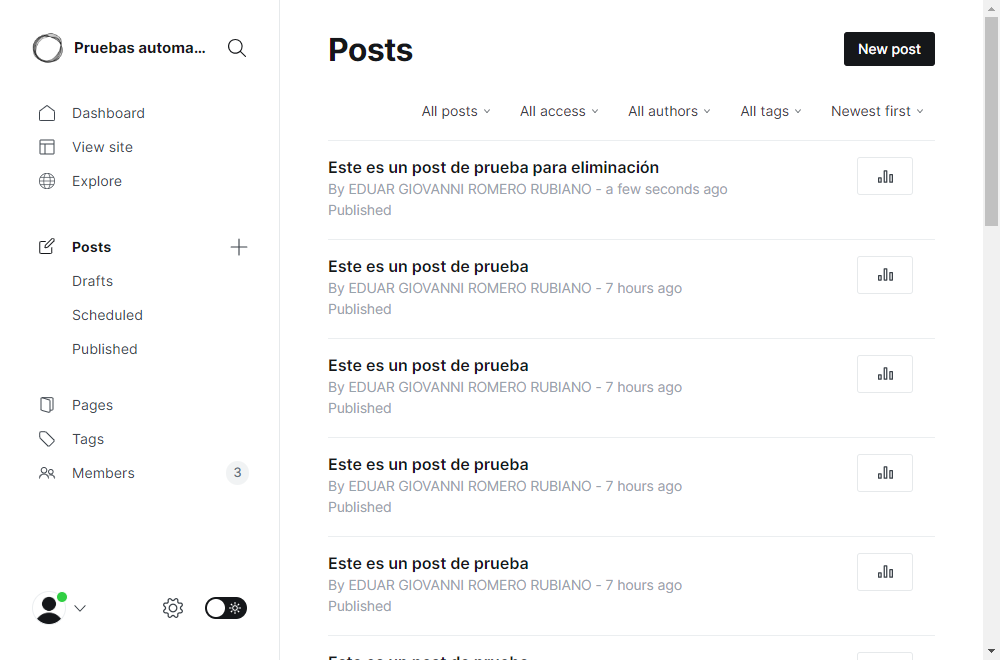 Pruebas automa...
Dashboard
View site
Explore
Posts
Drafts
Scheduled
Published
Pages
Tags
Members 3
Posts
New post
All posts All access All authors All tags Newest first
Este es un post de prueba para eliminación
By EDUAR GIOVANNI ROMERO RUBIANO - a few seconds ago
Published
Este es un post de prueba
By EDUAR GIOVANNI ROMERO RUBIANO - 7 hours ago
Published
Este es un post de prueba
By EDUAR GIOVANNI ROMERO RUBIANO - 7 hours ago
Published
Este es un post de prueba
By EDUAR GIOVANNI ROMERO RUBIANO - 7 hours ago
Published
Este es un post de prueba
By EDUAR GIOVANNI ROMERO RUBIANO - 7 hours ago
Published